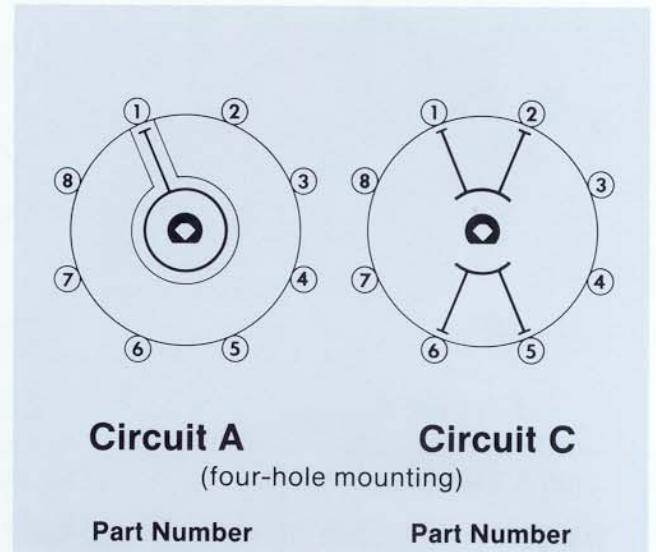 1 2 1 2
8 3 8 3
7 4 7 4
6 5 6 5
Circuit A Circuit C
(four-hole mounting)
Part Number Part Number